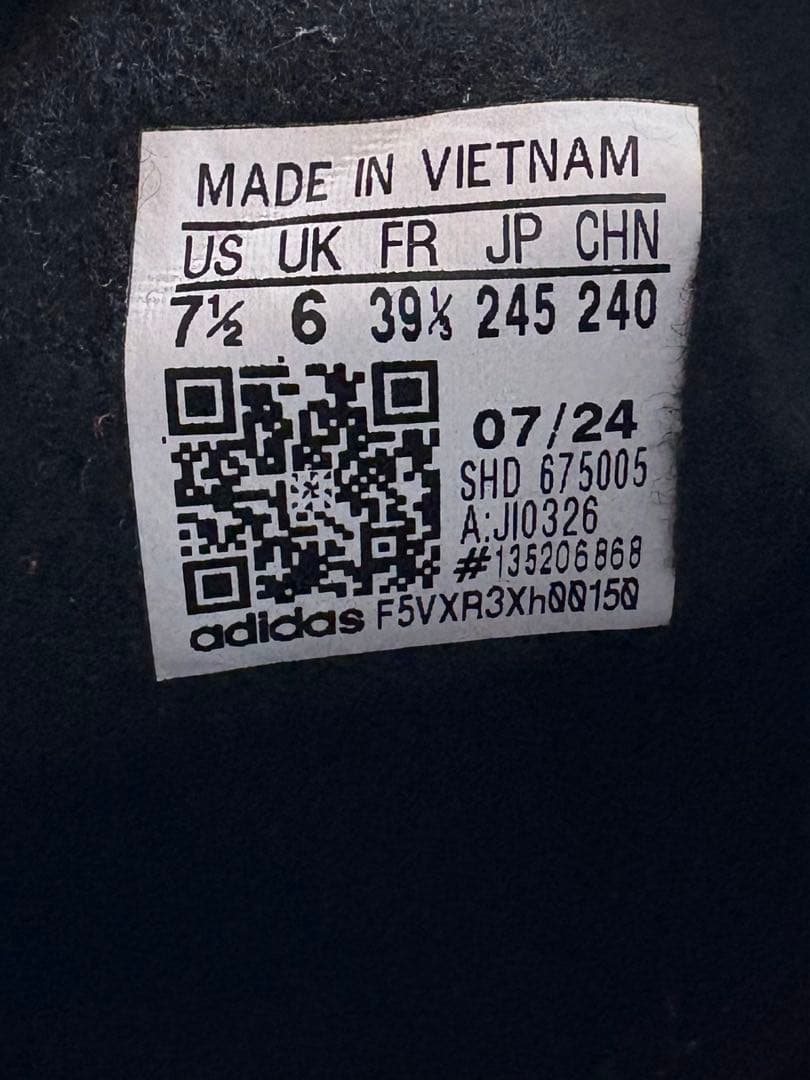 MADE IN VIETNAM
US UK FR JP CHN
7½ 6 39⅓ 245 240
07/24
SHD 675005
A:JI0326
#135206868
adidas F5VXR3Xh00150